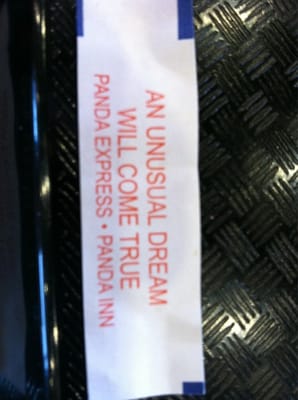 AN UNUSUAL DREAM
WILL COME TRUE
PANDA EXPRESS • PANDA INN